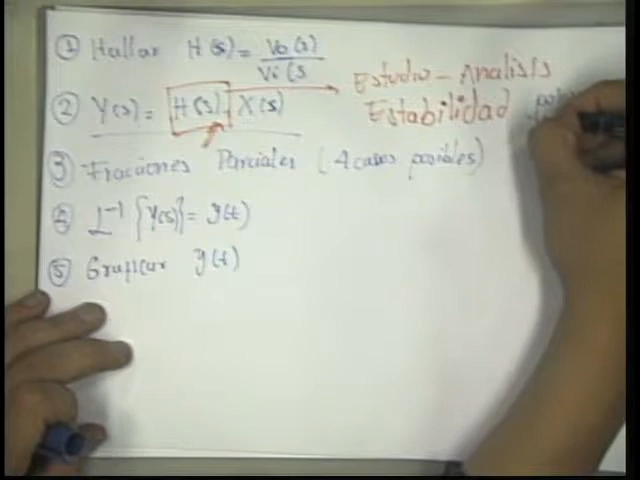 ① Hallar H(s) = Vo(s) / Vi(s
Estudio - Analisis
② Y(s) = H(s) . X(s)
Estabilidad
③ Fracciones Parciales (4 casos posibles)
④ L⁻¹ {Y(s)} = y(t)
⑤ Graficar y(t)